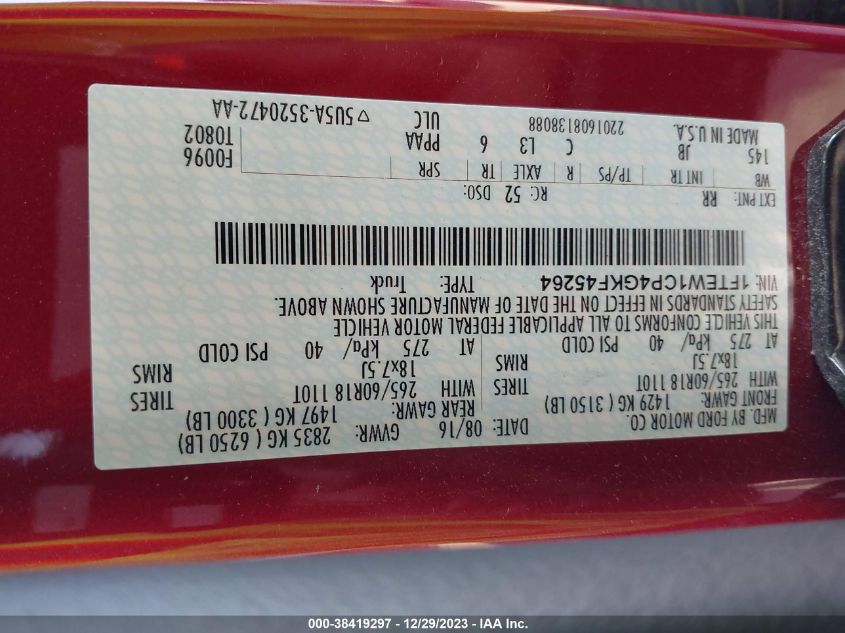 MFD. BY FORD MOTOR CO.
DATE: 08/16 GVWR: 2835 KG ( 6250 LB)
FRONT GAWR: 1429 KG ( 3150 LB) REAR GAWR: 1497 KG ( 3300 LB)
WITH 265/60R18 110T TIRES WITH 265/60R18 110T TIRES
18x7.5J RIMS 18x7.5J RIMS
AT 275 kPa/ 40 PSI COLD AT 275 kPa/ 40 PSI COLD
THIS VEHICLE CONFORMS TO ALL APPLICABLE FEDERAL MOTOR VEHICLE
SAFETY STANDARDS IN EFFECT ON THE DATE OF MANUFACTURE SHOWN ABOVE.
VIN: 1FTEW1CP4GKF45264 TYPE: Truck
EXT PNT: RR RC: 52 DSO:
WB INT TR TP/PS R AXLE TR SPR
145 JB C L3 6 PPAA
F0096
T0802
MADE IN U.S.A. 2201608138088 ULC ▽ 5U5A-3520472-AA
000-38419297 - 12/29/2023 - IAA Inc.